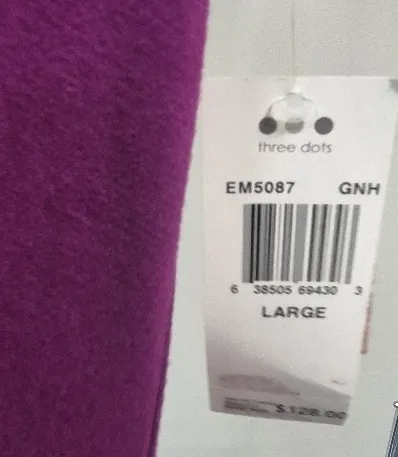 three dots
EM5087 GNH
6 38505 69430 3
LARGE
$128.00